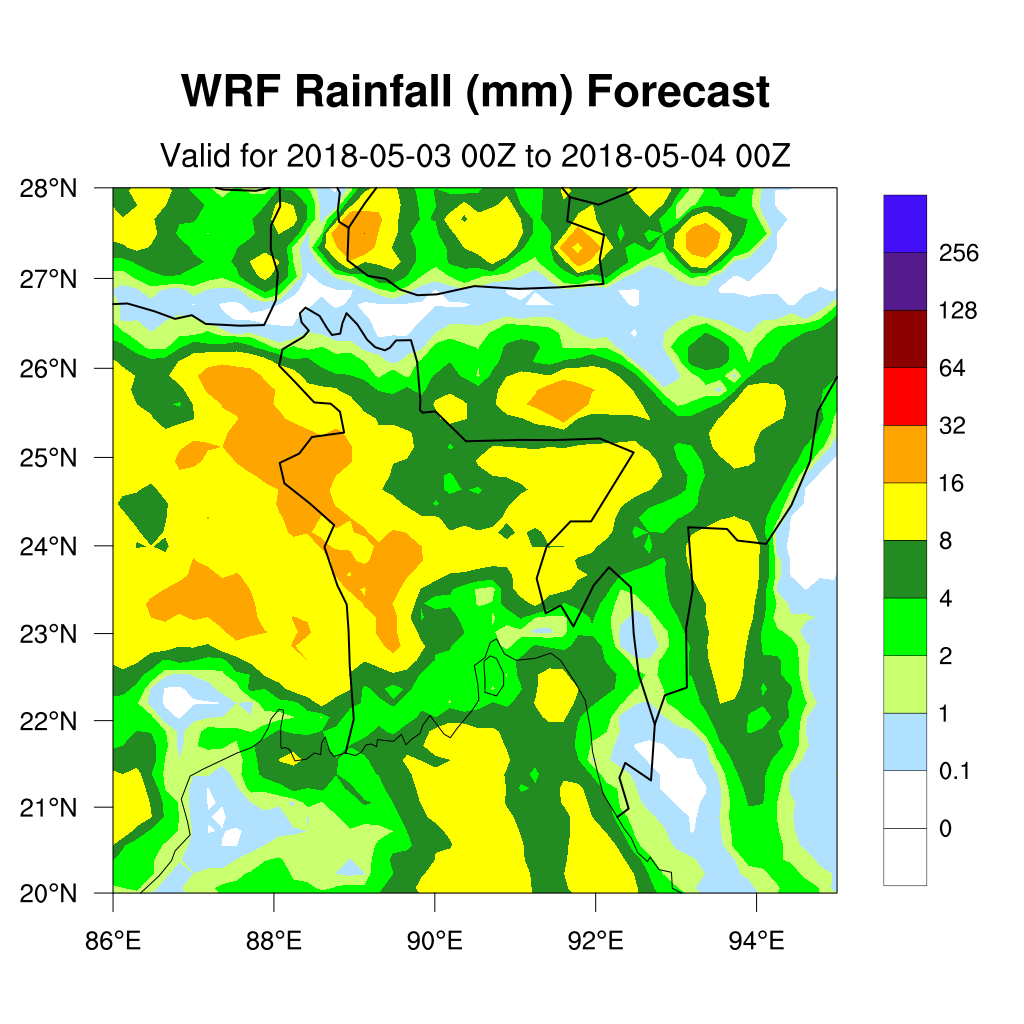 WRF Rainfall (mm) Forecast
Valid for 2018-05-03 00Z to 2018-05-04 00Z
28°N
27°N
26°N
25°N
24°N
23°N
22°N
21°N
20°N
86°E 88°E 90°E 92°E 94°E
256
128
64
32
16
8
4
2
1
0.1
0